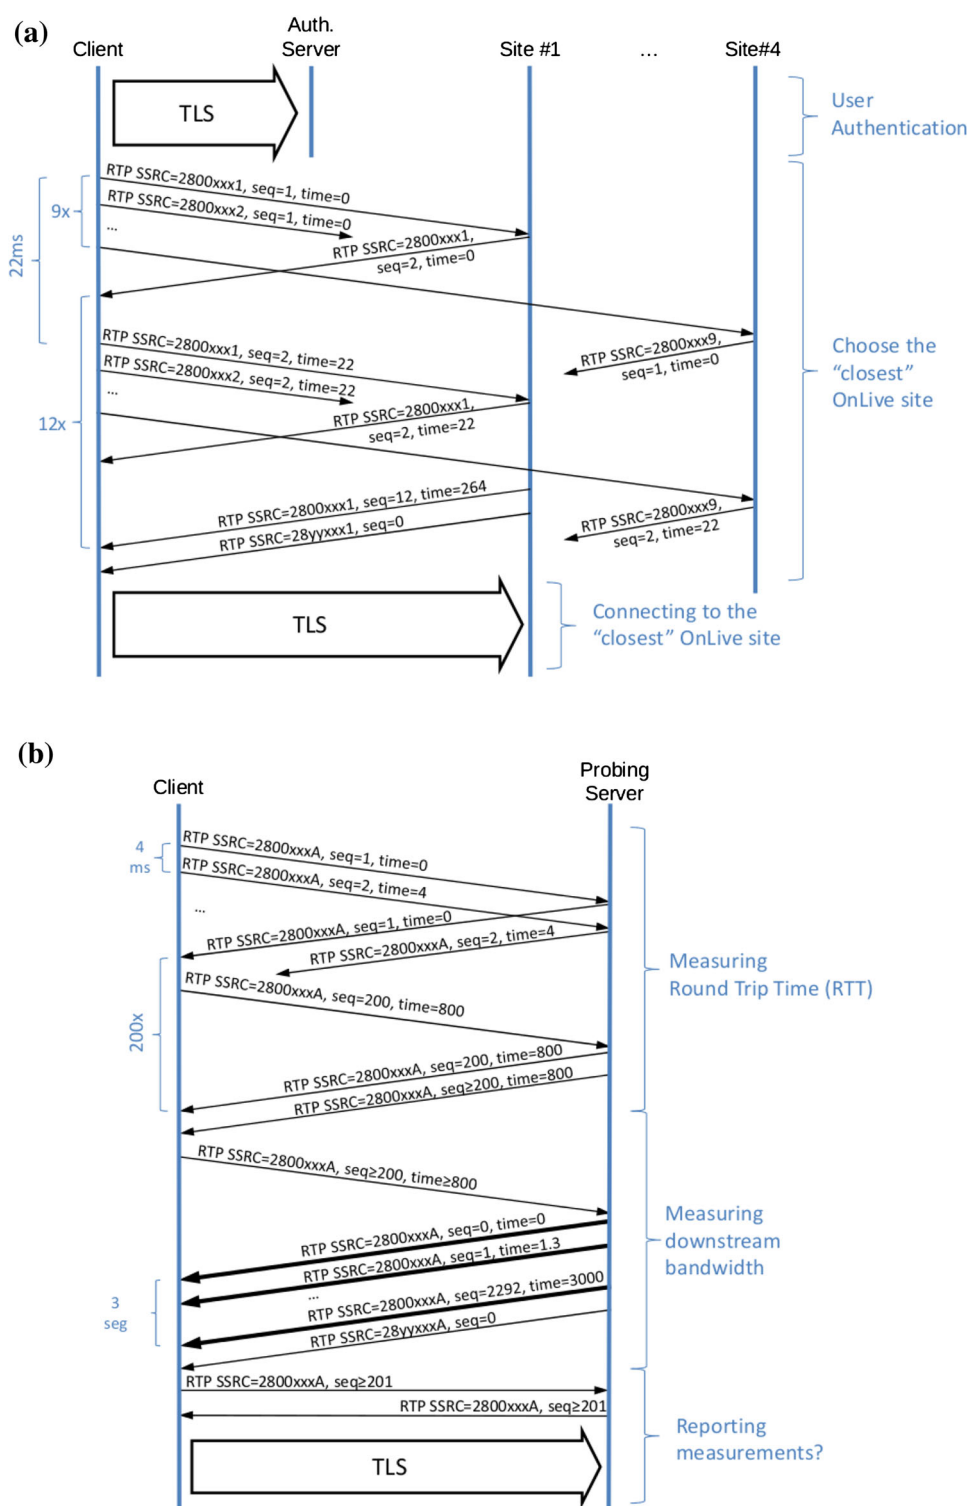 (a)
Client
Auth.
Server
Site #1
...
Site#4
TLS
User
Authentication
RTP SSRC=2800xxx1, seq=1, time=0
RTP SSRC=2800xxx2, seq=1, time=0
...
9x
22ms
RTP SSRC=2800xxx1,
seq=2, time=0
RTP SSRC=2800xxx9,
seq=1, time=0
RTP SSRC=2800xxx1, seq=2, time=22
RTP SSRC=2800xxx2, seq=2, time=22
...
12x
RTP SSRC=2800xxx1,
seq=2, time=22
Choose the
“closest”
OnLive site
RTP SSRC=2800xxx1, seq=12, time=264
RTP SSRC=28yyxxx1, seq=0
RTP SSRC=2800xxx9,
seq=2, time=22
TLS
Connecting to the
“closest” OnLive site
(b)
Client
Probing
Server
4
ms
RTP SSRC=2800xxxA, seq=1, time=0
RTP SSRC=2800xxxA, seq=2, time=4
...
RTP SSRC=2800xxxA, seq=1, time=0
RTP SSRC=2800xxxA, seq=2, time=4
RTP SSRC=2800xxxA, seq=200, time=800
200x
Measuring
Round Trip Time (RTT)
RTP SSRC=2800xxxA, seq=200, time=800
RTP SSRC=2800xxxA, seq≥200, time=800
RTP SSRC=2800xxxA, seq≥200, time≥800
RTP SSRC=2800xxxA, seq=0, time=0
RTP SSRC=2800xxxA, seq=1, time=1.3
...
RTP SSRC=2800xxxA, seq=2292, time=3000
RTP SSRC=28yyxxxA, seq=0
3
seg
Measuring
downstream
bandwidth
RTP SSRC=2800xxxA, seq≥201
RTP SSRC=2800xxxA, seq≥201
TLS
Reporting
measurements?